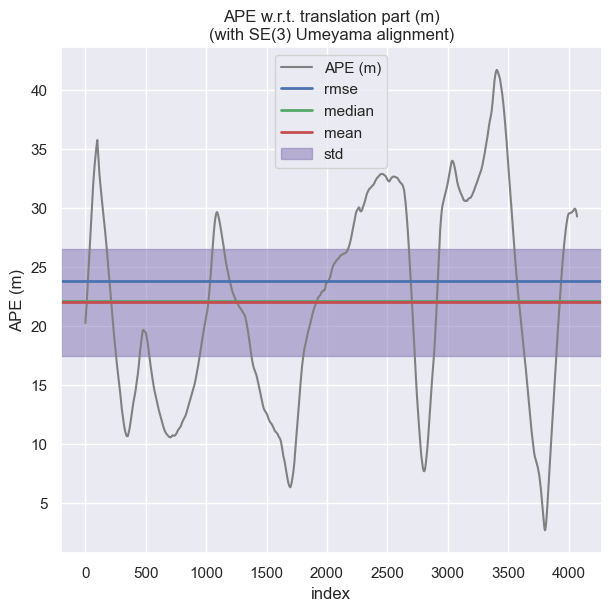 APE w.r.t. translation part (m)
(with SE(3) Umeyama alignment)
APE (m)
rmse
median
mean
std
40
35
30
25
20
15
10
5
APE (m)
0
500
1000
1500
2000
2500
3000
3500
4000
index